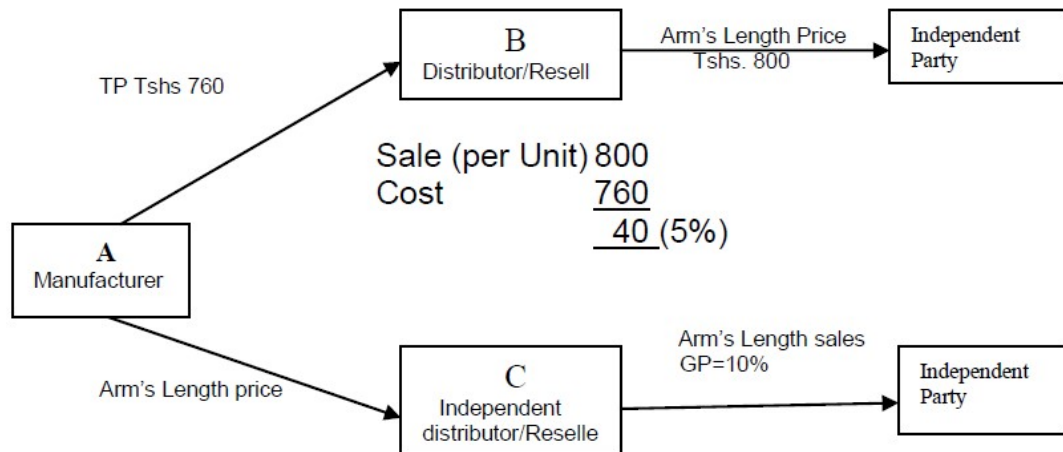 B
Distributor/Resell
Arm's Length Price
Tshs. 800
Independent
Party
TP Tshs 760
Sale (per Unit) 800
Cost 760
40 (5%)
A
Manufacturer
Arm's Length price
C
Independent
distributor/Reselle
Arm's Length sales
GP=10%
Independent
Party